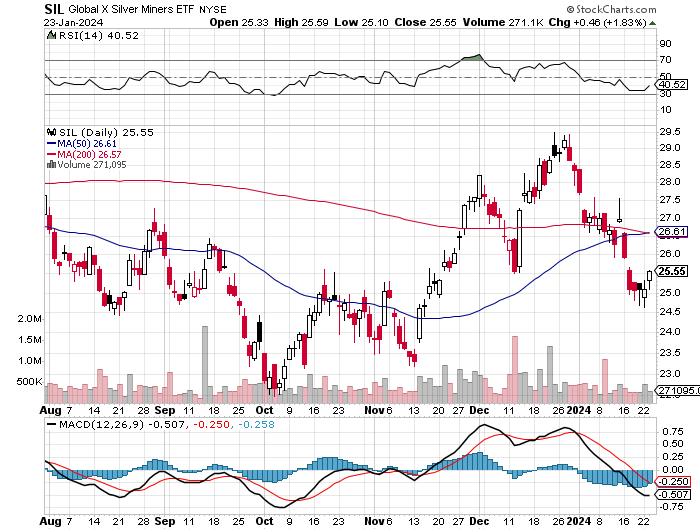 SIL Global X Silver Miners ETF NYSE © StockCharts.com
23-Jan-2024 Open 25.33 High 25.59 Low 25.10 Close 25.55 Volume 271.1K Chg +0.46 (+1.83%)
RSI(14) 40.52
90
70
50
40.52
30
10
SIL (Daily) 25.55
MA(50) 26.61
MA(200) 26.57
Volume 271,095
29.5
29.0
28.5
28.0
27.5
27.0
26.61
26.0
25.55
25.0
24.5
24.0
23.5
23.0
22.5
271095.0
2.0M
1.5M
1.0M
500K
Aug 7 14 21 28 Sep 11 18 25 Oct 9 16 23 Nov 6 13 20 27 Dec 11 18 26 2024 8 16 22
MACD(12,26,9) -0.507, -0.250, -0.258
0.75
0.50
0.25
0.00
-0.250
-0.507
-0.75
Aug 7 14 21 28 Sep 11 18 25 Oct 9 16 23 Nov 6 13 20 27 Dec 11 18 26 2024 8 16 22